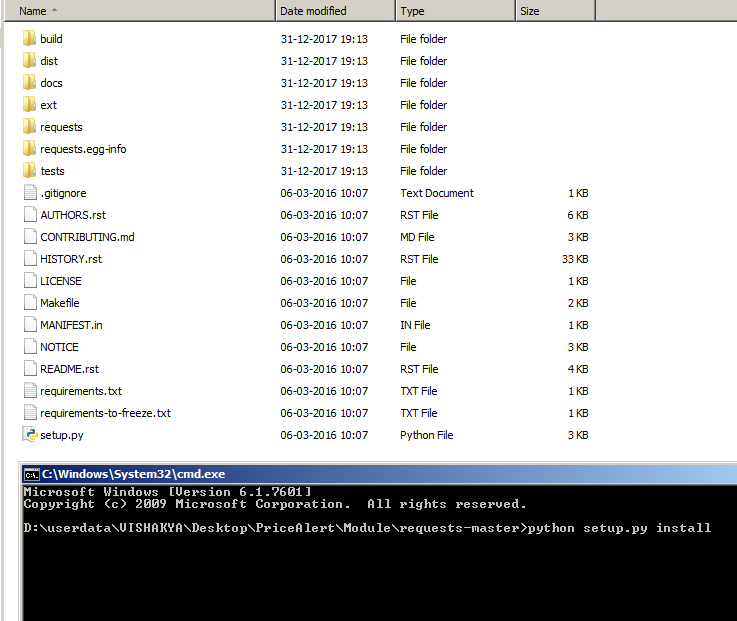 Name Date modified Type Size
build 31-12-2017 19:13 File folder
dist 31-12-2017 19:13 File folder
docs 31-12-2017 19:13 File folder
ext 31-12-2017 19:13 File folder
requests 31-12-2017 19:13 File folder
requests.egg-info 31-12-2017 19:13 File folder
tests 31-12-2017 19:13 File folder
.gitignore 06-03-2016 10:07 Text Document 1 KB
AUTHORS.rst 06-03-2016 10:07 RST File 6 KB
CONTRIBUTING.md 06-03-2016 10:07 MD File 3 KB
HISTORY.rst 06-03-2016 10:07 RST File 33 KB
LICENSE 06-03-2016 10:07 File 1 KB
Makefile 06-03-2016 10:07 File 2 KB
MANIFEST.in 06-03-2016 10:07 IN File 1 KB
NOTICE 06-03-2016 10:07 File 3 KB
README.rst 06-03-2016 10:07 RST File 4 KB
requirements.txt 06-03-2016 10:07 TXT File 1 KB
requirements-to-freeze.txt 06-03-2016 10:07 TXT File 1 KB
setup.py 06-03-2016 10:07 Python File 3 KB
C:\Windows\System32\cmd.exe
Microsoft Windows [Version 6.1.7601]
Copyright (c) 2009 Microsoft Corporation.  All rights reserved.
D:\userdata\VISHAKYA\Desktop\PriceAlert\Module\requests-master>python setup.py install